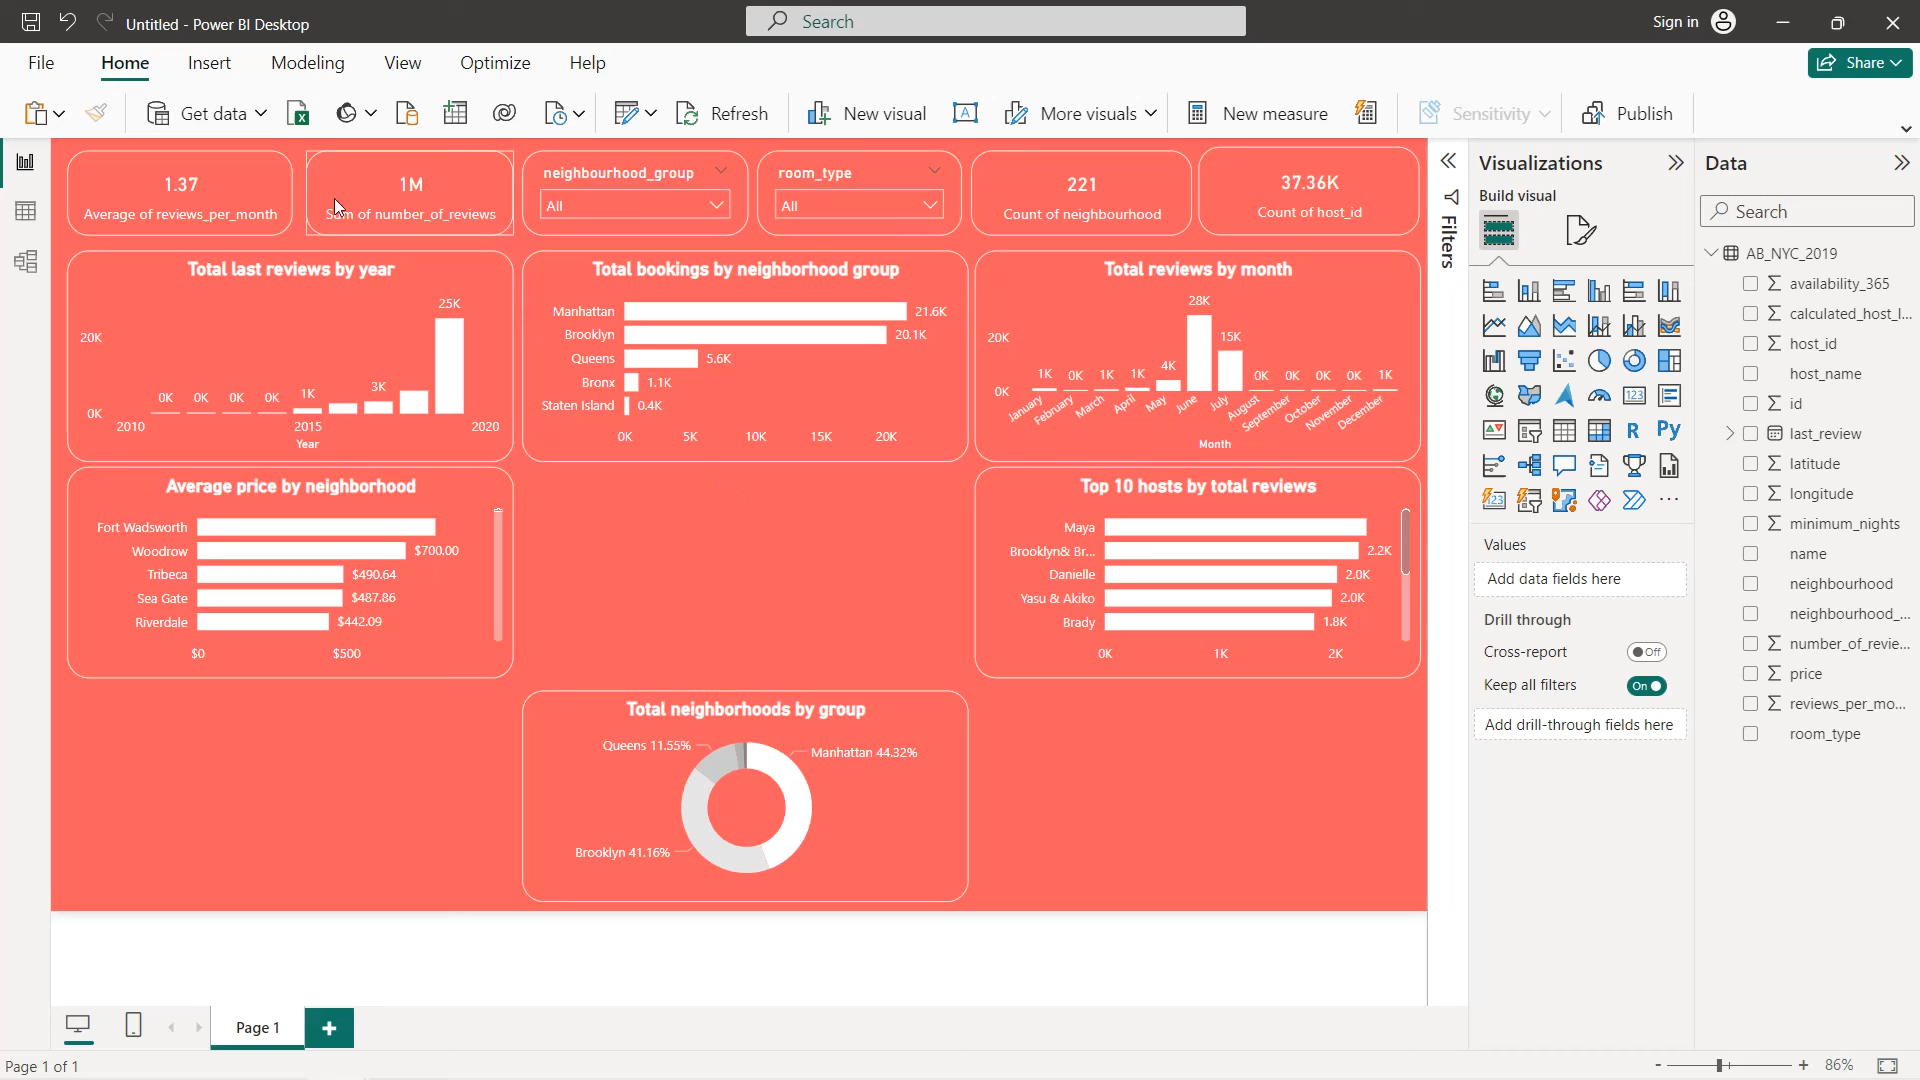 Untitled - Power BI Desktop
Search
Sign in
File
Home
Insert
Modeling
View
Optimize
Help
Share
Get data
Refresh
New visual
More visuals
New measure
Sensitivity
Publish
1.37
Average of reviews_per_month
1M
Sum of number_of_reviews
neighbourhood_group
All
room_type
All
221
Count of neighbourhood
37.36K
Count of host_id
Total last reviews by year
20K
0K
0K
0K
0K
0K
1K
3K
25K
2010
2015
2020
Year
Total bookings by neighborhood group
Manhattan
21.6K
Brooklyn
20.1K
Queens
5.6K
Bronx
1.1K
Staten Island
0.4K
0K
5K
10K
15K
20K
Total reviews by month
20K
0K
1K
0K
1K
1K
4K
28K
15K
0K
0K
0K
0K
1K
January
February
March
April
May
June
July
August
September
October
November
December
Month
Average price by neighborhood
Fort Wadsworth
Woodrow
$700.00
Tribeca
$490.64
Sea Gate
$487.86
Riverdale
$442.09
$0
$500
Top 10 hosts by total reviews
Maya
Brooklyn& Br...
2.2K
Danielle
2.0K
Yasu & Akiko
2.0K
Brady
1.8K
0K
1K
2K
Total neighborhoods by group
Queens 11.55%
Manhattan 44.32%
Brooklyn 41.16%
Filters
Visualizations
Build visual
123
R
Py
123
Values
Add data fields here
Drill through
Cross-report
Off
Keep all filters
On
Add drill-through fields here
Data
Search
AB_NYC_2019
availability_365
calculated_host_l...
host_id
host_name
id
last_review
latitude
longitude
minimum_nights
name
neighbourhood
neighbourhood_...
number_of_revie...
price
reviews_per_mo...
room_type
Page 1
Page 1 of 1
86%